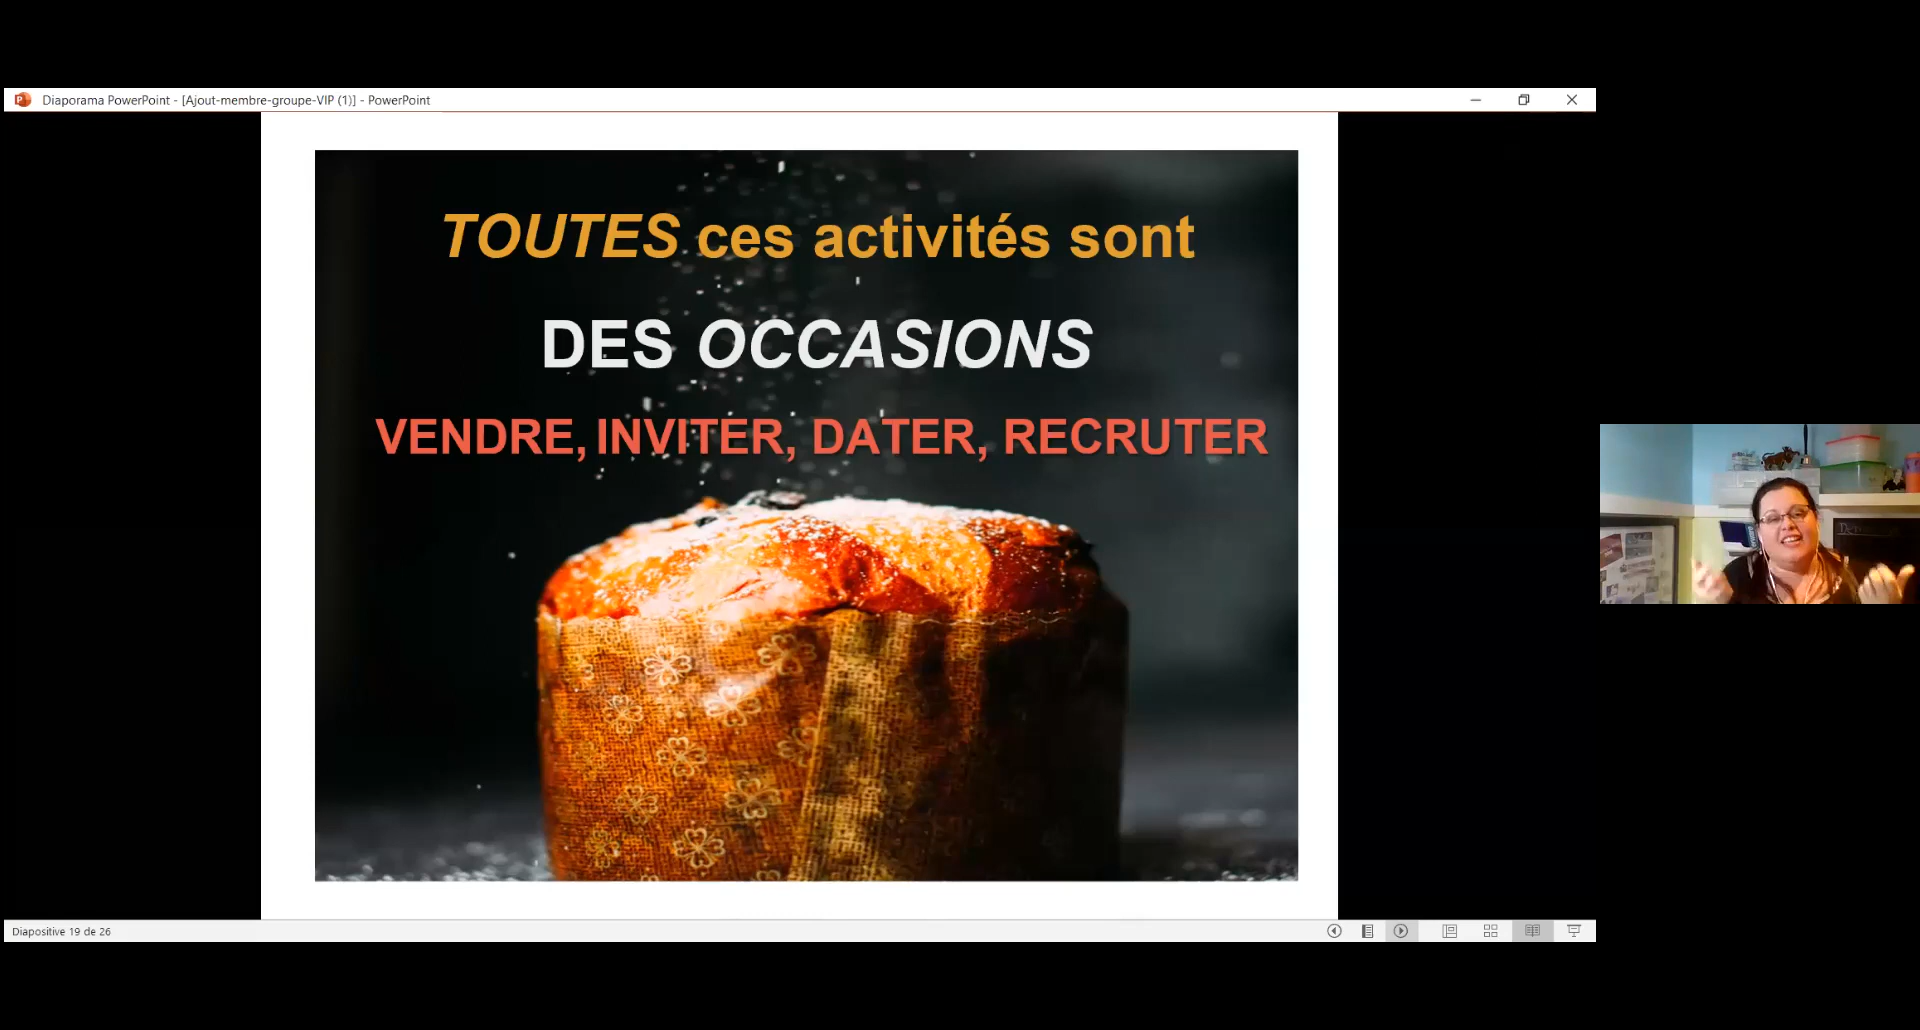 Diaporama PowerPoint - [Ajout-membre-groupe-VIP (1)] - PowerPoint
TOUTES ces activités sont
DES OCCASIONS
VENDRE, INVITER, DATER, RECRUTER
Diapositive 19 de 26